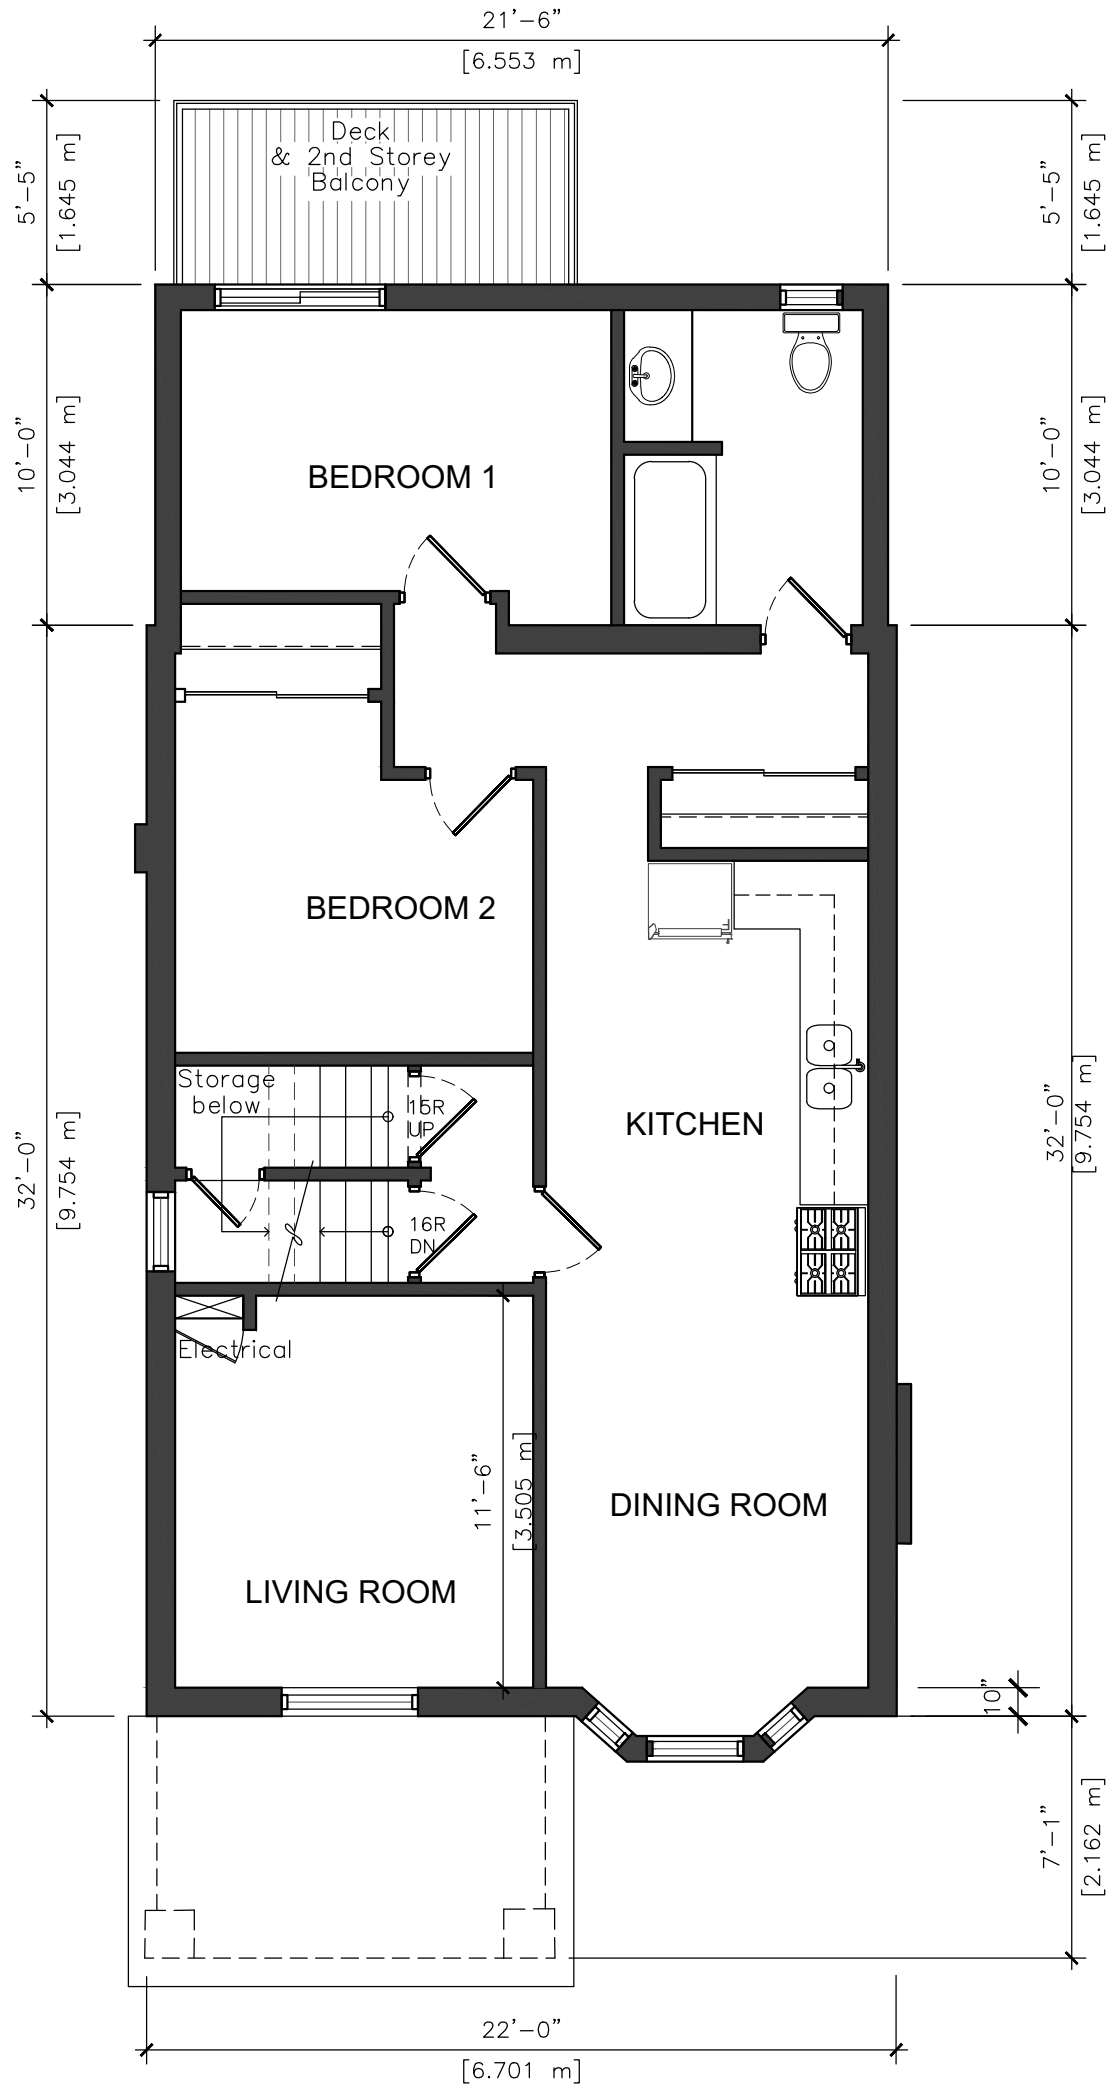 21'-6"
[6.553 m]
Deck
& 2nd Storey
Balcony
5'-5"
[1.645 m]
5'-5"
[1.645 m]
10'-0"
[3.044 m]
BEDROOM 1
10'-0"
[3.044 m]
BEDROOM 2
Storage
below
15R
UP
KITCHEN
32'-0"
[9.754 m]
32'-0"
[9.754 m]
16R
DN
Electrical
11'-6"
[3.505 m]
DINING ROOM
LIVING ROOM
10"
7'-1"
[2.162 m]
22'-0"
[6.701 m]